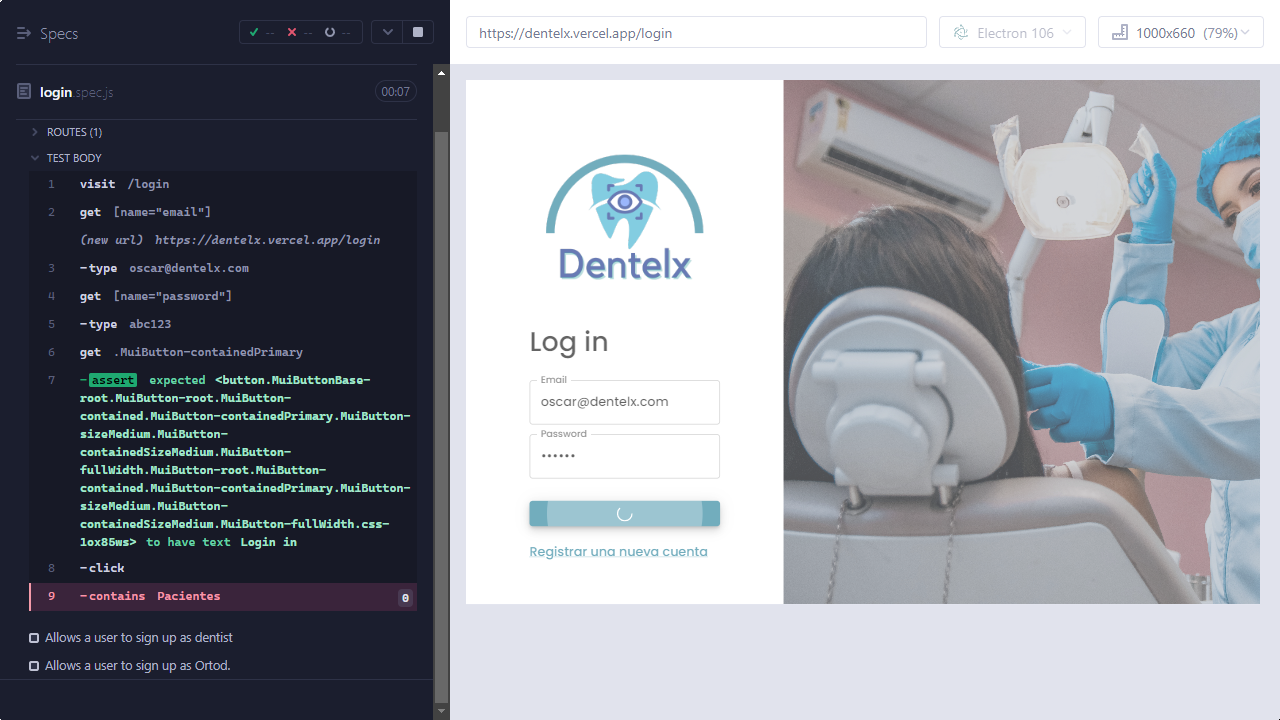 Specs
--
--
--
https://dentelx.vercel.app/login
Electron 106
1000x660 (79%)
login.spec.js
00:07
ROUTES (1)
TEST BODY
1 visit /login
2 get [name="email"]
(new url) https://dentelx.vercel.app/login
3 -type oscar@dentelx.com
4 get [name="password"]
5 -type abc123
6 get .MuiButton-containedPrimary
7 -assert expected <button.MuiButtonBase-
root.MuiButton-root.MuiButton-
contained.MuiButton-containedPrimary.MuiButton-
sizeMedium.MuiButton-
containedSizeMedium.MuiButton-
fullWidth.MuiButton-root.MuiButton-
contained.MuiButton-containedPrimary.MuiButton-
sizeMedium.MuiButton-
containedSizeMedium.MuiButton-fullWidth.css-
1ox85ws> to have text Login in
8 -click
9 -contains Pacientes 0
Allows a user to sign up as dentist
Allows a user to sign up as Ortod.
Dentelx
Log in
Email
oscar@dentelx.com
Password
••••••
Registrar una nueva cuenta